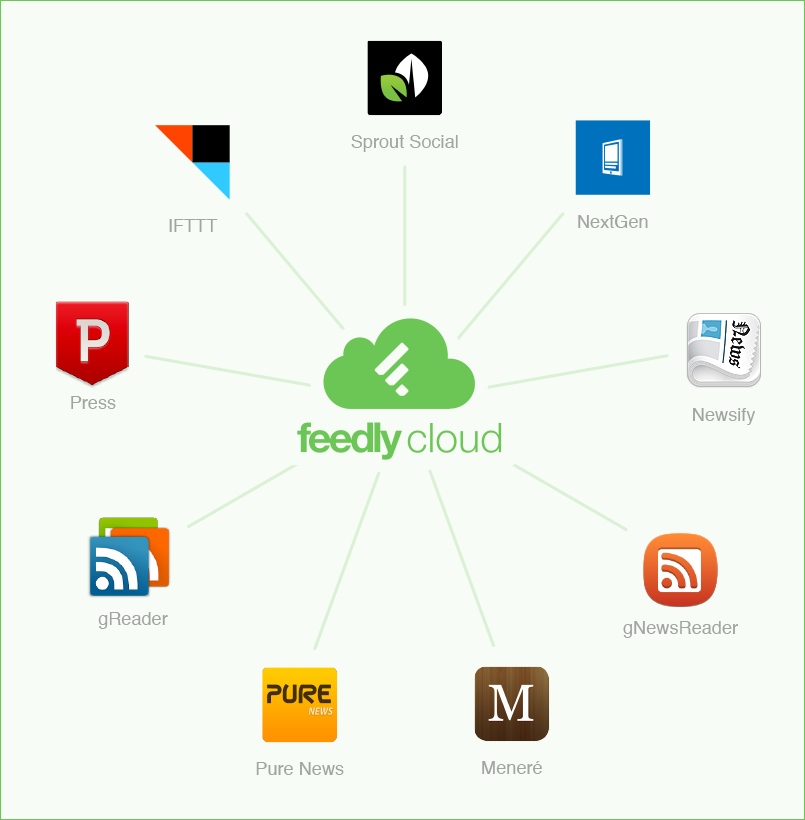 Sprout Social
IFTTT
NextGen
P
Press
News
Newsify
feedly cloud
gReader
gNewsReader
PURE
NEWS
Pure News
M
Meneré